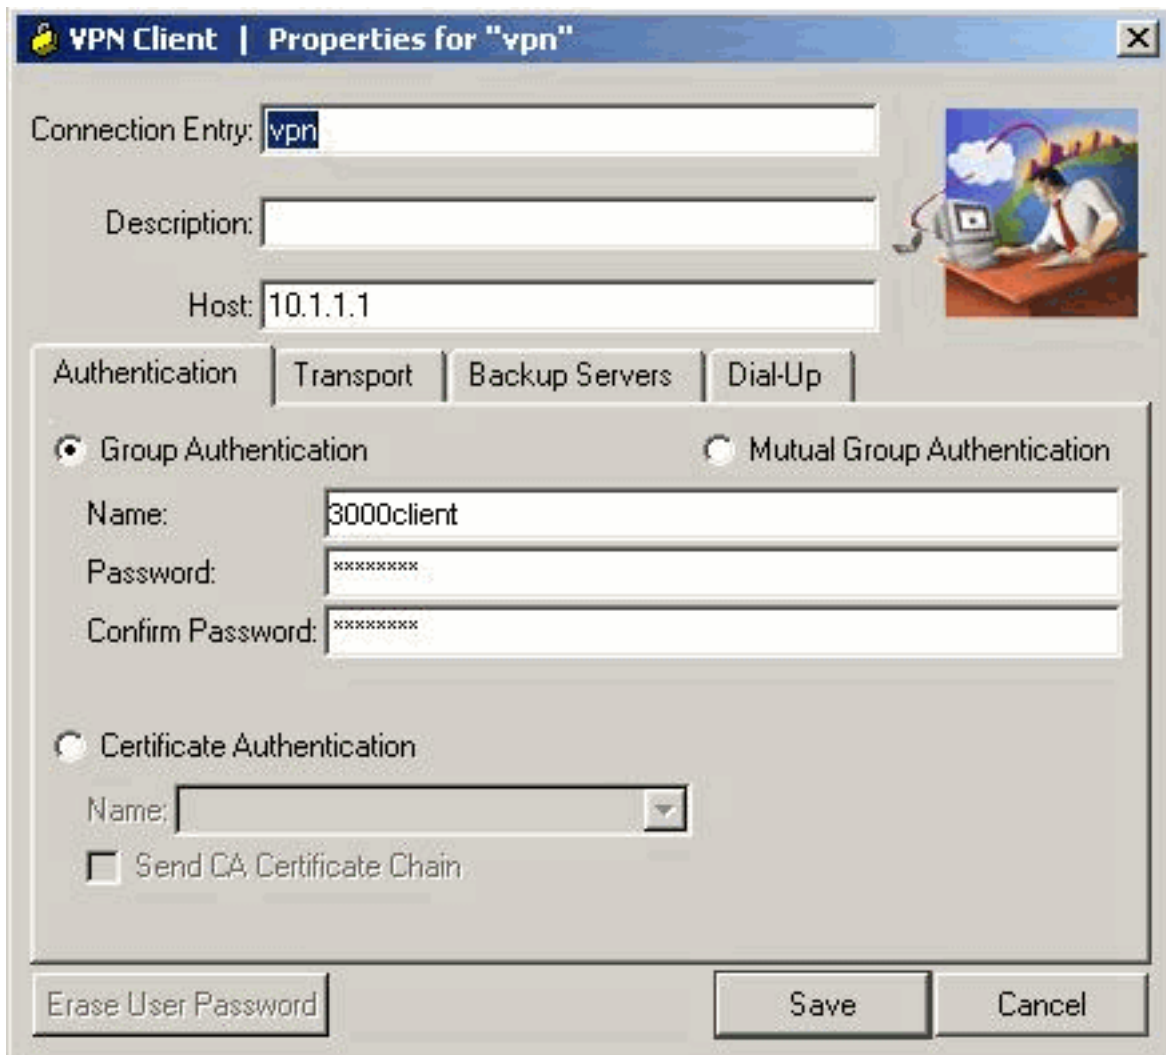 VPN Client | Properties for "vpn"
Connection Entry: vpn
Description:
Host: 10.1.1.1
Authentication Transport Backup Servers Dial-Up
Group Authentication Mutual Group Authentication
Name: 3000client
Password: ********
Confirm Password: ********
Certificate Authentication
Name:
Send CA Certificate Chain
Erase User Password Save Cancel